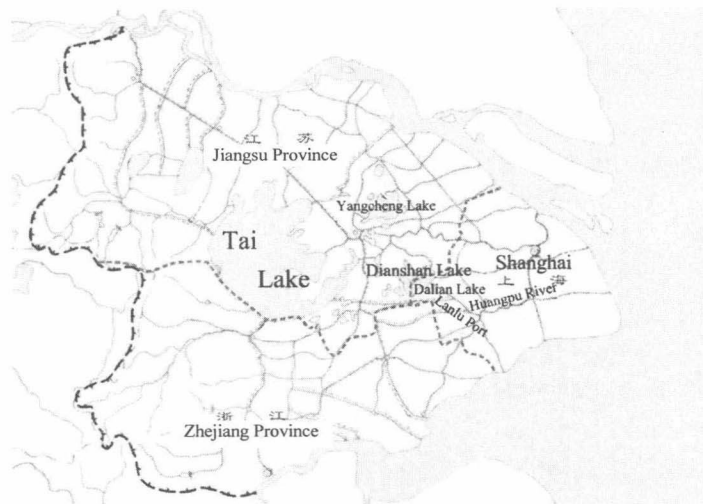 江 苏
Jiangsu Province
Yangcheng Lake
Tai
Lake
Dianshan Lake
Shanghai
Dalian Lake
上 海
Huangpu River
Lanlu Port
浙 江
Zhejiang Province